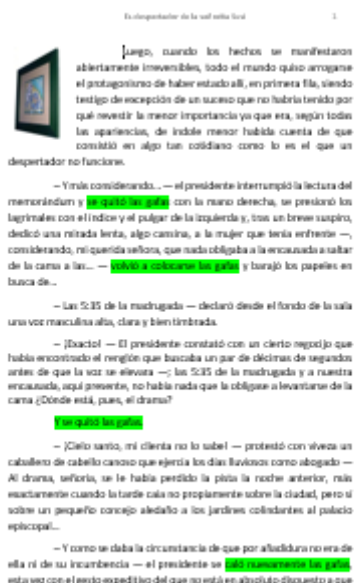 Es despertador de la señorita Susi 1
Luego, cuando los hechos se manifestaron
abiertamente irreversibles, todo el mundo quiso arrogarse
el protagonismo de haber estado allí, en primera fila, siendo
testigo de excepción de un suceso que no habría tenido por
qué revestir la menor importancia ya que era, según todas
las apariencias, de índole menor habida cuenta de que
consistió en algo tan cotidiano como lo es el que un
despertador no funcione.
– Y más considerando... — el presidente interrumpió la lectura del
memorándum y se quitó las gafas con la mano derecha, se presionó los
lagrimales con el índice y el pulgar de la izquierda y, tras un breve suspiro,
dedicó una mirada lenta, algo cansina, a la mujer que tenía enfrente —,
considerando, mi querida señora, que nada obligaba a la encausada a saltar
de la cama a las... — volvió a colocarse las gafas y barajó los papeles en
busca de...
– Las 5:35 de la madrugada — declaró desde el fondo de la sala
una voz masculina alta, clara y bien timbrada.
– ¡Exacto! — El presidente constató con un cierto regocijo que
había encontrado el renglón que buscaba un par de décimas de segundos
antes de que la voz se elevara —; las 5:35 de la madrugada y a nuestra
encausada, aquí presente, no había nada que la obligase a levantarse de la
cama ¿Dónde está, pues, el drama?
Y se quitó las gafas.
– ¡Cielo santo, mi clienta no lo sabe! — protestó con viveza un
caballero de cabello canoso que ejercía los días lluviosos como abogado —
Al drama, señoría, se le había perdido la pista la noche anterior, más
exactamente cuando la tarde caía no propiamente sobre la ciudad, pero sí
sobre un pequeño concejo aledaño a los jardines colindantes al palacio
episcopal...
– Y como se daba la circunstancia de que por añadidura no era de
ella ni de su incumbencia — el presidente se caló nuevamente las gafas,
esta vez con el gesto expeditivo del que no está en absoluto dispuesto a que